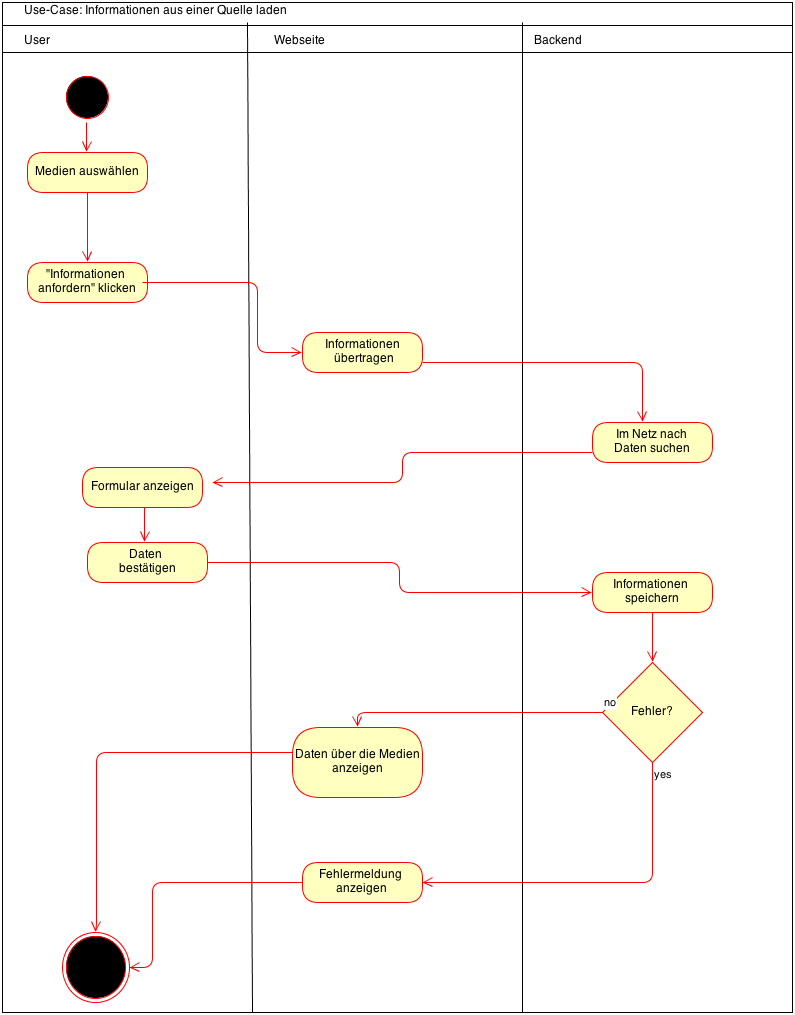 Use-Case: Informationen aus einer Quelle laden
User
Webseite
Backend
Medien auswählen
"Informationen
anfordern" klicken
Informationen
übertragen
Im Netz nach
Daten suchen
Formular anzeigen
Daten
bestätigen
Informationen
speichern
no
Fehler?
Daten über die Medien
anzeigen
yes
Fehlermeldung
anzeigen